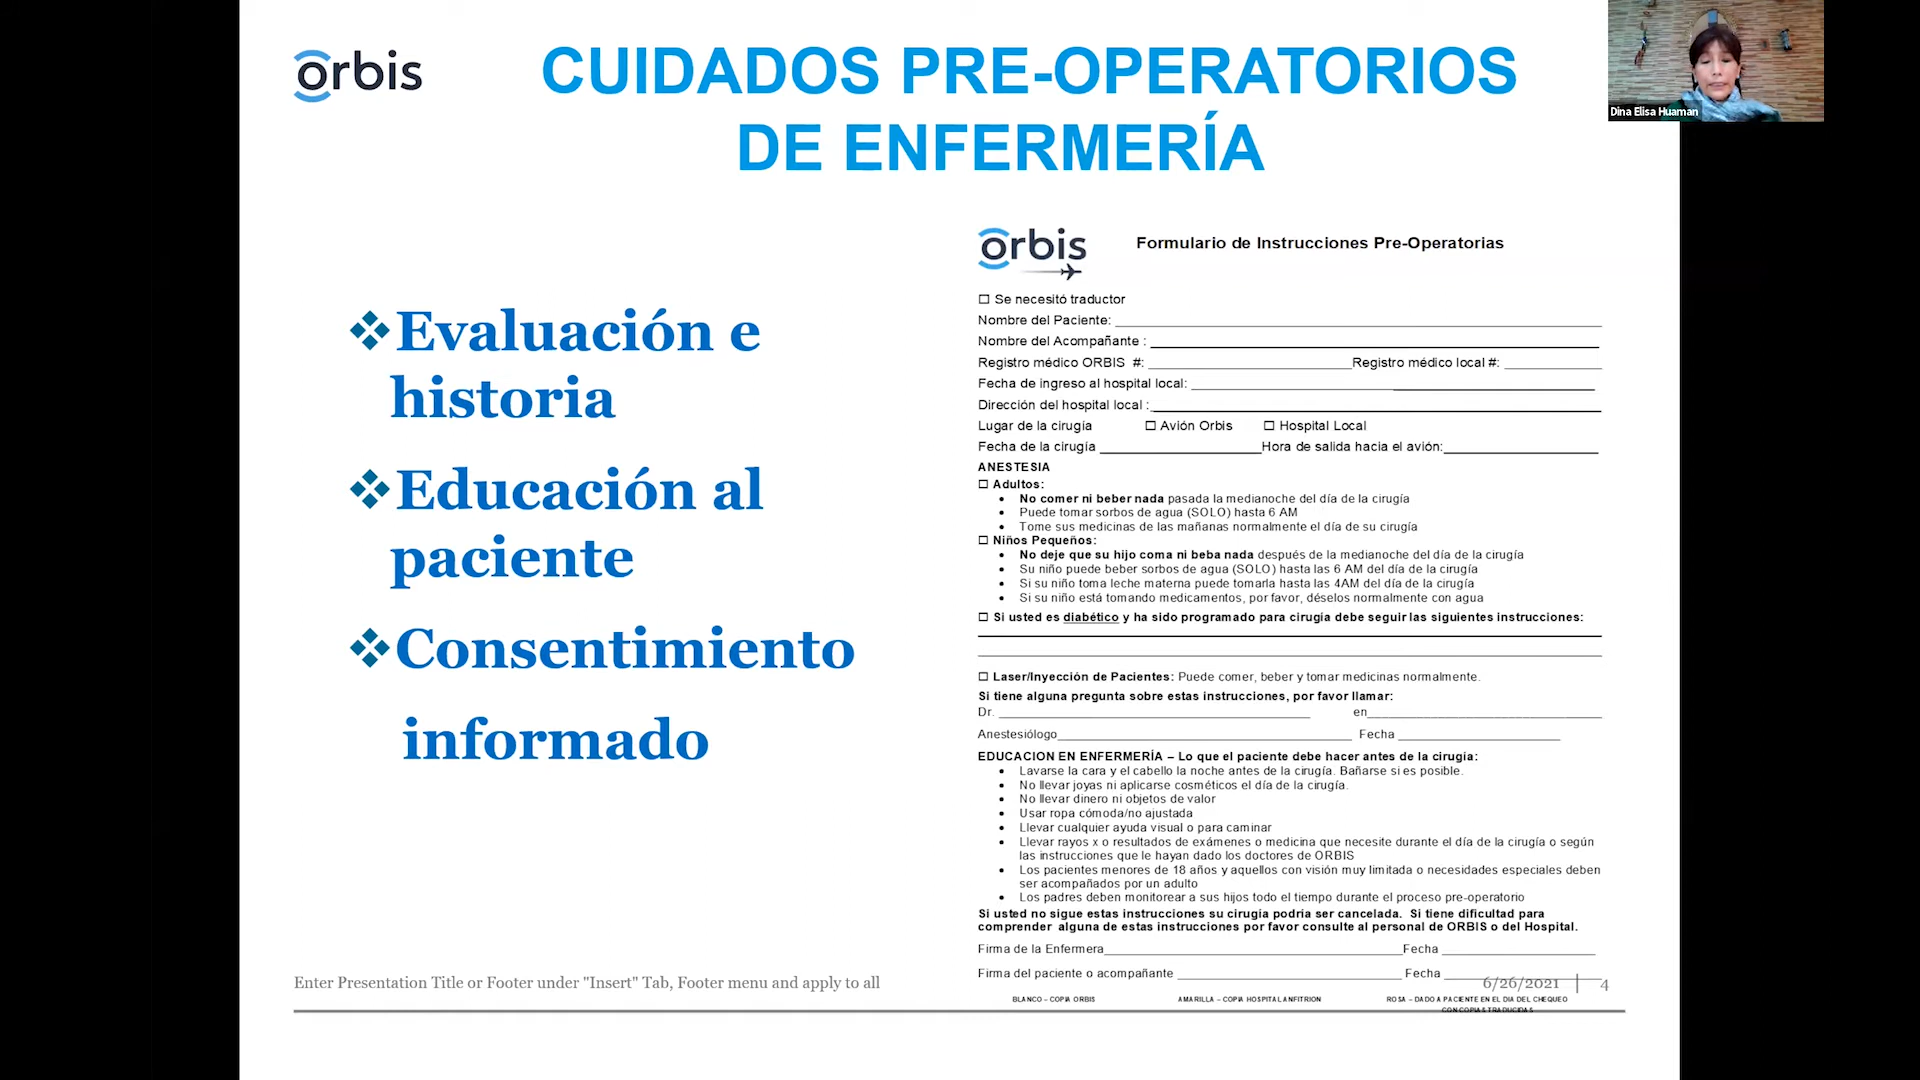 orbis
CUIDADOS PRE-OPERATORIOS
DE ENFERMERÍA
Dina Elisa Huaman
Evaluación e
historia
Educación al
paciente
Consentimiento
informado
orbis
Formulario de Instrucciones Pre-Operatorias
☐ Se necesitó traductor
Nombre del Paciente:
Nombre del Acompañante :
Registro médico ORBIS #: Registro médico local #:
Fecha de ingreso al hospital local:
Dirección del hospital local :
Lugar de la cirugía ☐ Avión Orbis ☐ Hospital Local
Fecha de la cirugía Hora de salida hacia el avión:
ANESTESIA
☐ Adultos:
• No comer ni beber nada pasada la medianoche del día de la cirugía
• Puede tomar sorbos de agua (SOLO) hasta 6 AM
• Tome sus medicinas de las mañanas normalmente el día de su cirugía
☐ Niños Pequeños:
• No deje que su hijo coma ni beba nada después de la medianoche del día de la cirugía
• Su niño puede beber sorbos de agua (SOLO) hasta las 6 AM del día de la cirugía
• Si su niño toma leche materna puede tomarla hasta las 4AM del día de la cirugía
• Si su niño está tomando medicamentos, por favor, déselos normalmente con agua
☐ Si usted es diabético y ha sido programado para cirugía debe seguir las siguientes instrucciones:
☐ Laser/Inyección de Pacientes: Puede comer, beber y tomar medicinas normalmente.
Si tiene alguna pregunta sobre estas instrucciones, por favor llamar:
Dr. en
Anestesiólogo Fecha
EDUCACION EN ENFERMERÍA – Lo que el paciente debe hacer antes de la cirugía:
• Lavarse la cara y el cabello la noche antes de la cirugía. Bañarse si es posible.
• No llevar joyas ni aplicarse cosméticos el día de la cirugía.
• No llevar dinero ni objetos de valor
• Usar ropa cómoda/no ajustada
• Llevar cualquier ayuda visual o para caminar
• Llevar rayos x o resultados de exámenes o medicina que necesite durante el día de la cirugía o según
las instrucciones que le hayan dado los doctores de ORBIS
• Los pacientes menores de 18 años y aquellos con visión muy limitada o necesidades especiales deben
ser acompañados por un adulto
• Los padres deben monitorear a sus hijos todo el tiempo durante el proceso pre-operatorio
Si usted no sigue estas instrucciones su cirugía podría ser cancelada. Si tiene dificultad para
comprender alguna de estas instrucciones por favor consulte al personal de ORBIS o del Hospital.
Firma de la Enfermera Fecha
Firma del paciente o acompañante Fecha
BLANCO – COPIA ORBIS AMARILLA – COPIA HOSPITAL ANFITRION ROSA – DADO A PACIENTE EN EL DIA DEL CHEQUEO
CON COPIAS TRADUCIDAS
Enter Presentation Title or Footer under "Insert" Tab, Footer menu and apply to all
6/26/2021 | 4